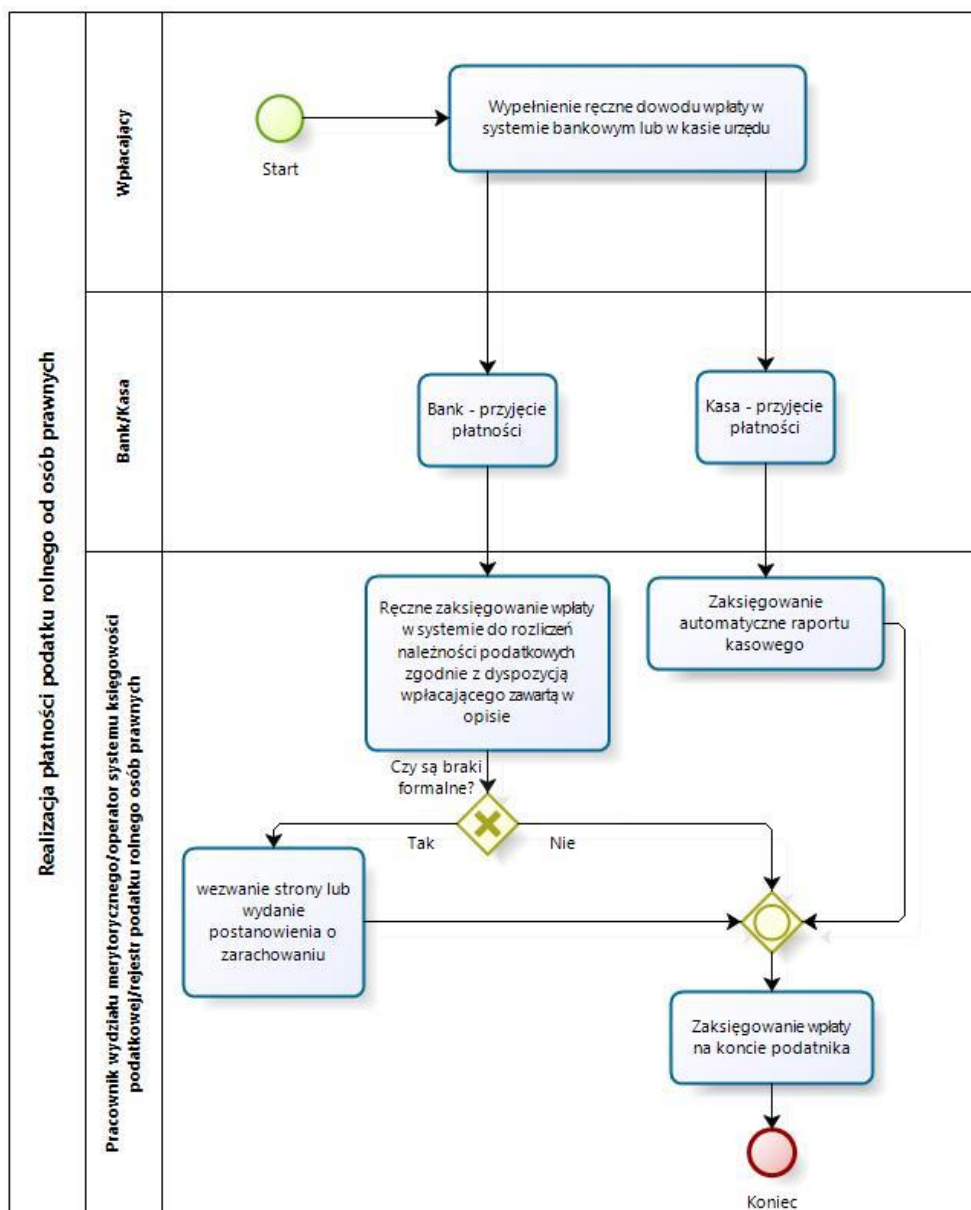 Realizacja płatności podatku rolnego od osób prawnych
Wpłacający
Start
Wypełnienie ręczne dowodu wpłaty w
systemie bankowym lub w kasie urzędu
Bank/Kasa
Bank - przyjęcie
płatności
Kasa - przyjęcie
płatności
Pracownik wydziału merytorycznego/operator systemu księgowości
podatkowej/rejestr podatku rolnego osób prawnych
Ręczne zaksięgowanie wpłaty
w systemie do rozliczeń
należności podatkowych
zgodnie z dyspozycją
wpłacającego zawartą w
opisie
Zaksięgowanie
automatyczne raportu
kasowego
Czy są braki
formalne?
Tak
Nie
wezwanie strony lub
wydanie
postanowienia o
zarachowaniu
Zaksięgowanie wpłaty
na koncie podatnika
Koniec